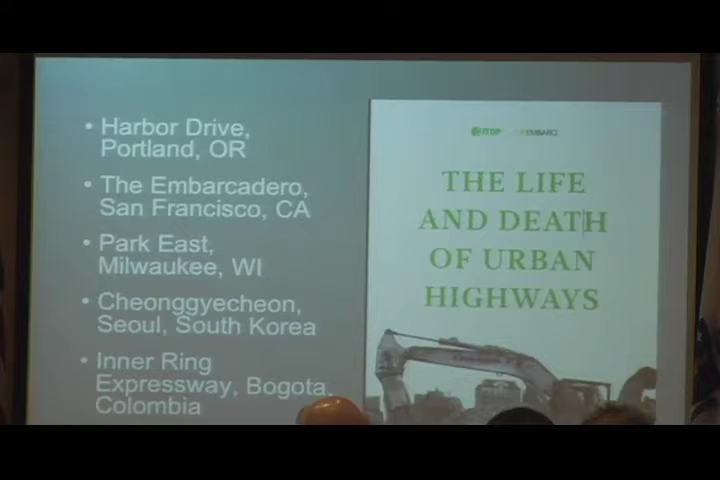 • Harbor Drive,
Portland, OR
• The Embarcadero,
San Francisco, CA
• Park East,
Milwaukee, WI
• Cheonggyecheon,
Seoul, South Korea
• Inner Ring
Expressway, Bogota,
Colombia
ITDP EMBARQ
THE LIFE
AND DEATH
OF URBAN
HIGHWAYS